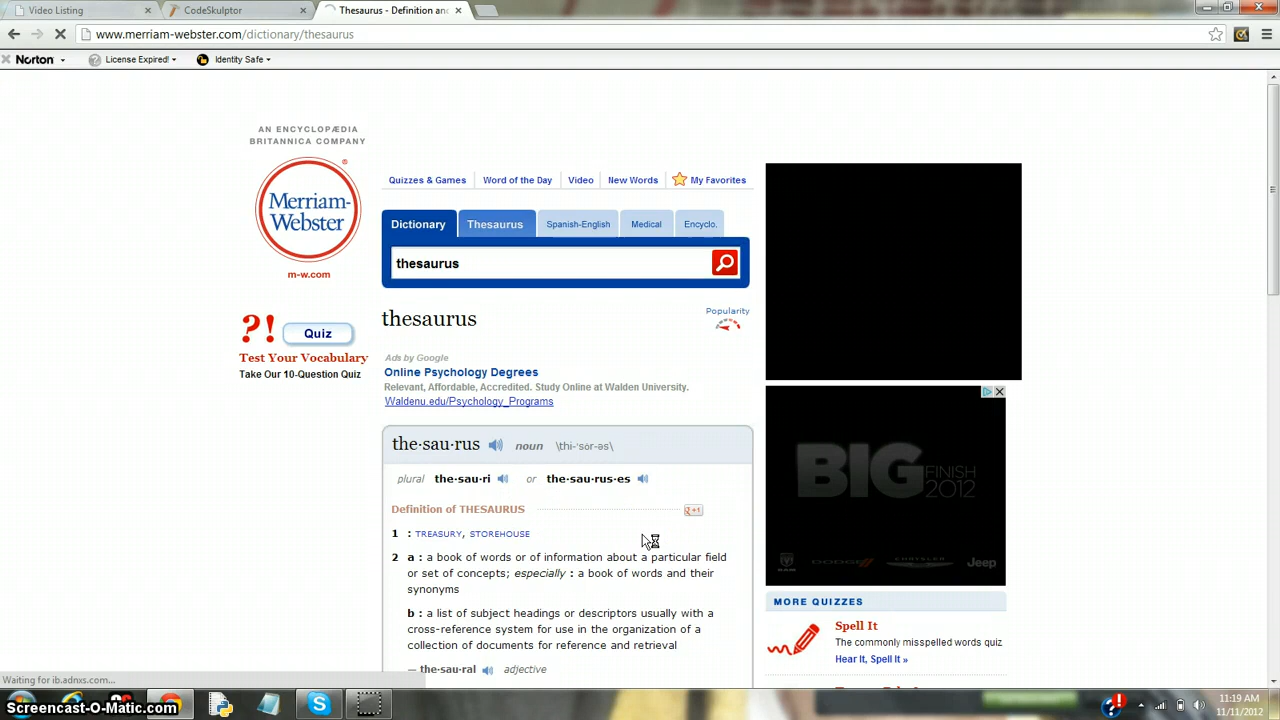 Video Listing
CodeSkulptor
Thesaurus - Definition and
www.merriam-webster.com/dictionary/thesaurus
Norton
License Expired!
Identity Safe
AN ENCYCLOPÆDIA
BRITANNICA COMPANY
Merriam-
Webster
®
m-w.com
?! Quiz
Test Your Vocabulary
Take Our 10-Question Quiz
Quizzes & Games
Word of the Day
Video
New Words
My Favorites
Dictionary
Thesaurus
Spanish-English
Medical
Encyclo.
thesaurus
thesaurus
Popularity
Ads by Google
Online Psychology Degrees
Relevant, Affordable, Accredited. Study Online at Walden University.
Waldenu.edu/Psychology_Programs
the·sau·rus noun \thi-ˈsȯr-əs\
plural the·sau·ri or the·sau·rus·es
Definition of THESAURUS
+1
1 : TREASURY, STOREHOUSE
2 a : a book of words or of information about a particular field
or set of concepts; especially : a book of words and their
synonyms
b : a list of subject headings or descriptors usually with a
cross-reference system for use in the organization of a
collection of documents for reference and retrieval
— the·sau·ral adjective
BIG FINISH
2012
RAM
DODGE
CHRYSLER
Jeep
MORE QUIZZES
Spell It
The commonly misspelled words quiz
Hear It, Spell It »
Waiting for ib.adnxs.com...
Screencast-O-Matic.com
11:19 AM
11/11/2012